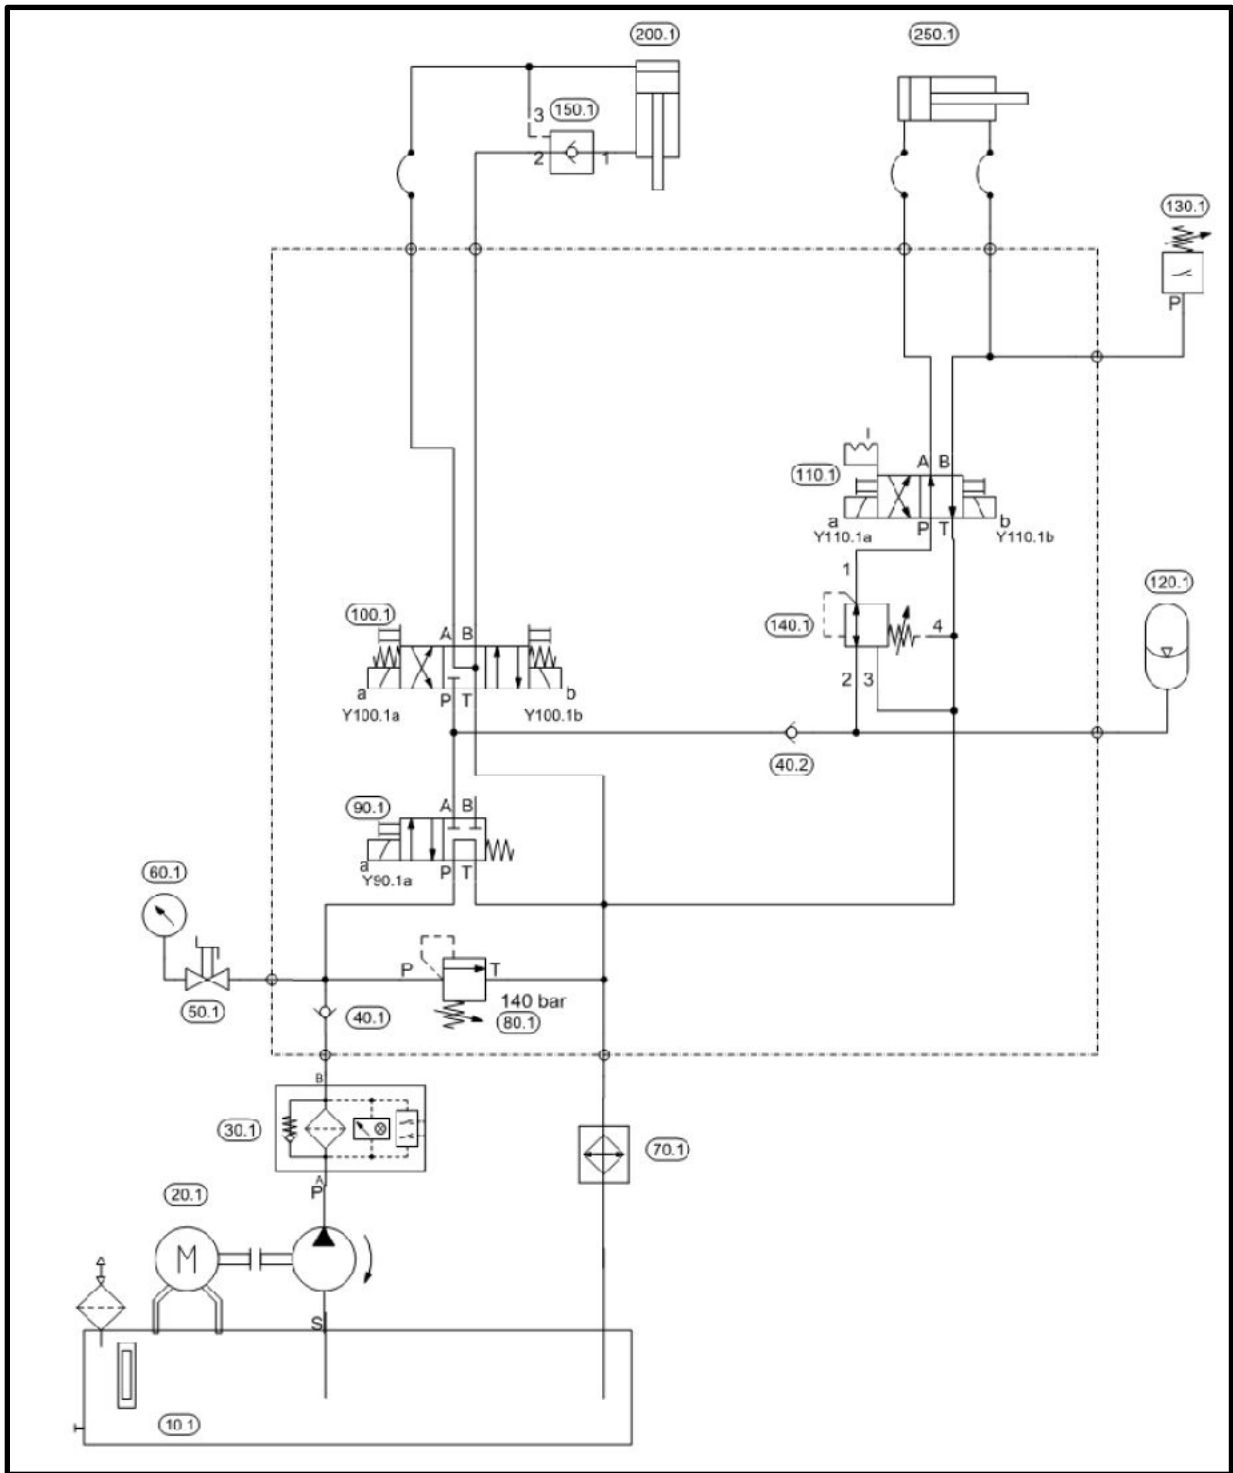 200.1
250.1
3
150.1
2
1
130.1
P
I
A B
110.1
a
P T
b
Y110.1a
Y110.1b
1
120.1
100.1
140.1
4
A B
2 3
a
P T
b
Y100.1a
Y100.1b
40.2
90.1
A B
a
P T
Y90.1a
60.1
P
T
140 bar
50.1
40.1
80.1
B
30.1
70.1
A
P
20.1
M
S
10.1